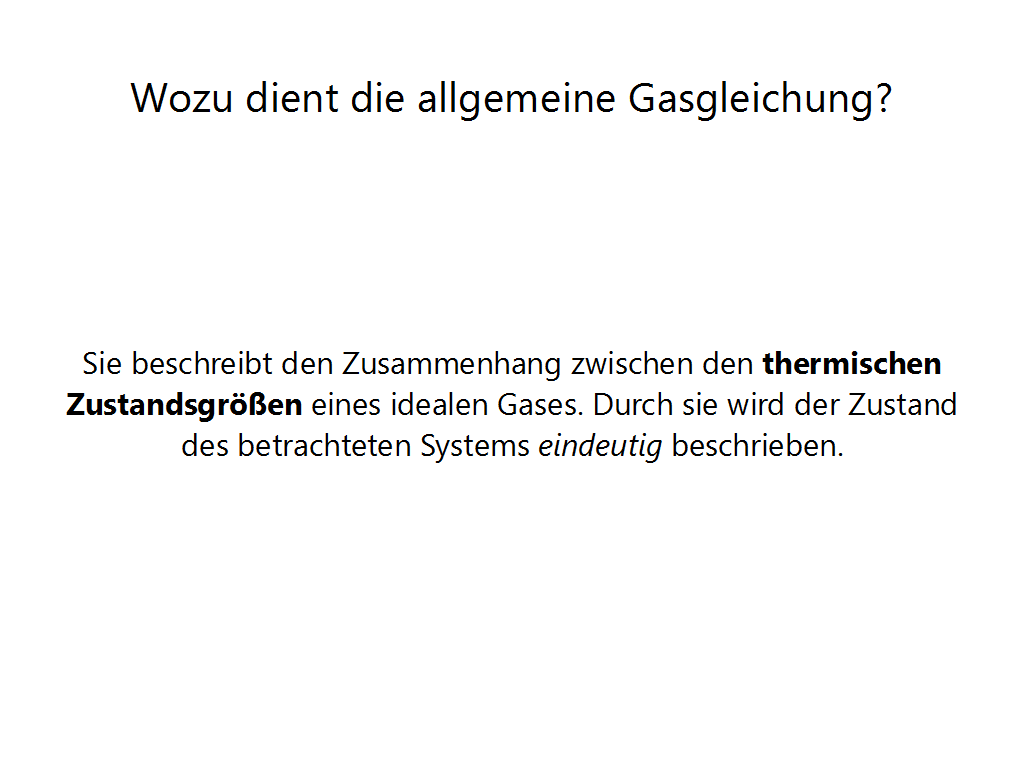 Wozu dient die allgemeine Gasgleichung?
Sie beschreibt den Zusammenhang zwischen den thermischen
Zustandsgrößen eines idealen Gases. Durch sie wird der Zustand
des betrachteten Systems eindeutig beschrieben.